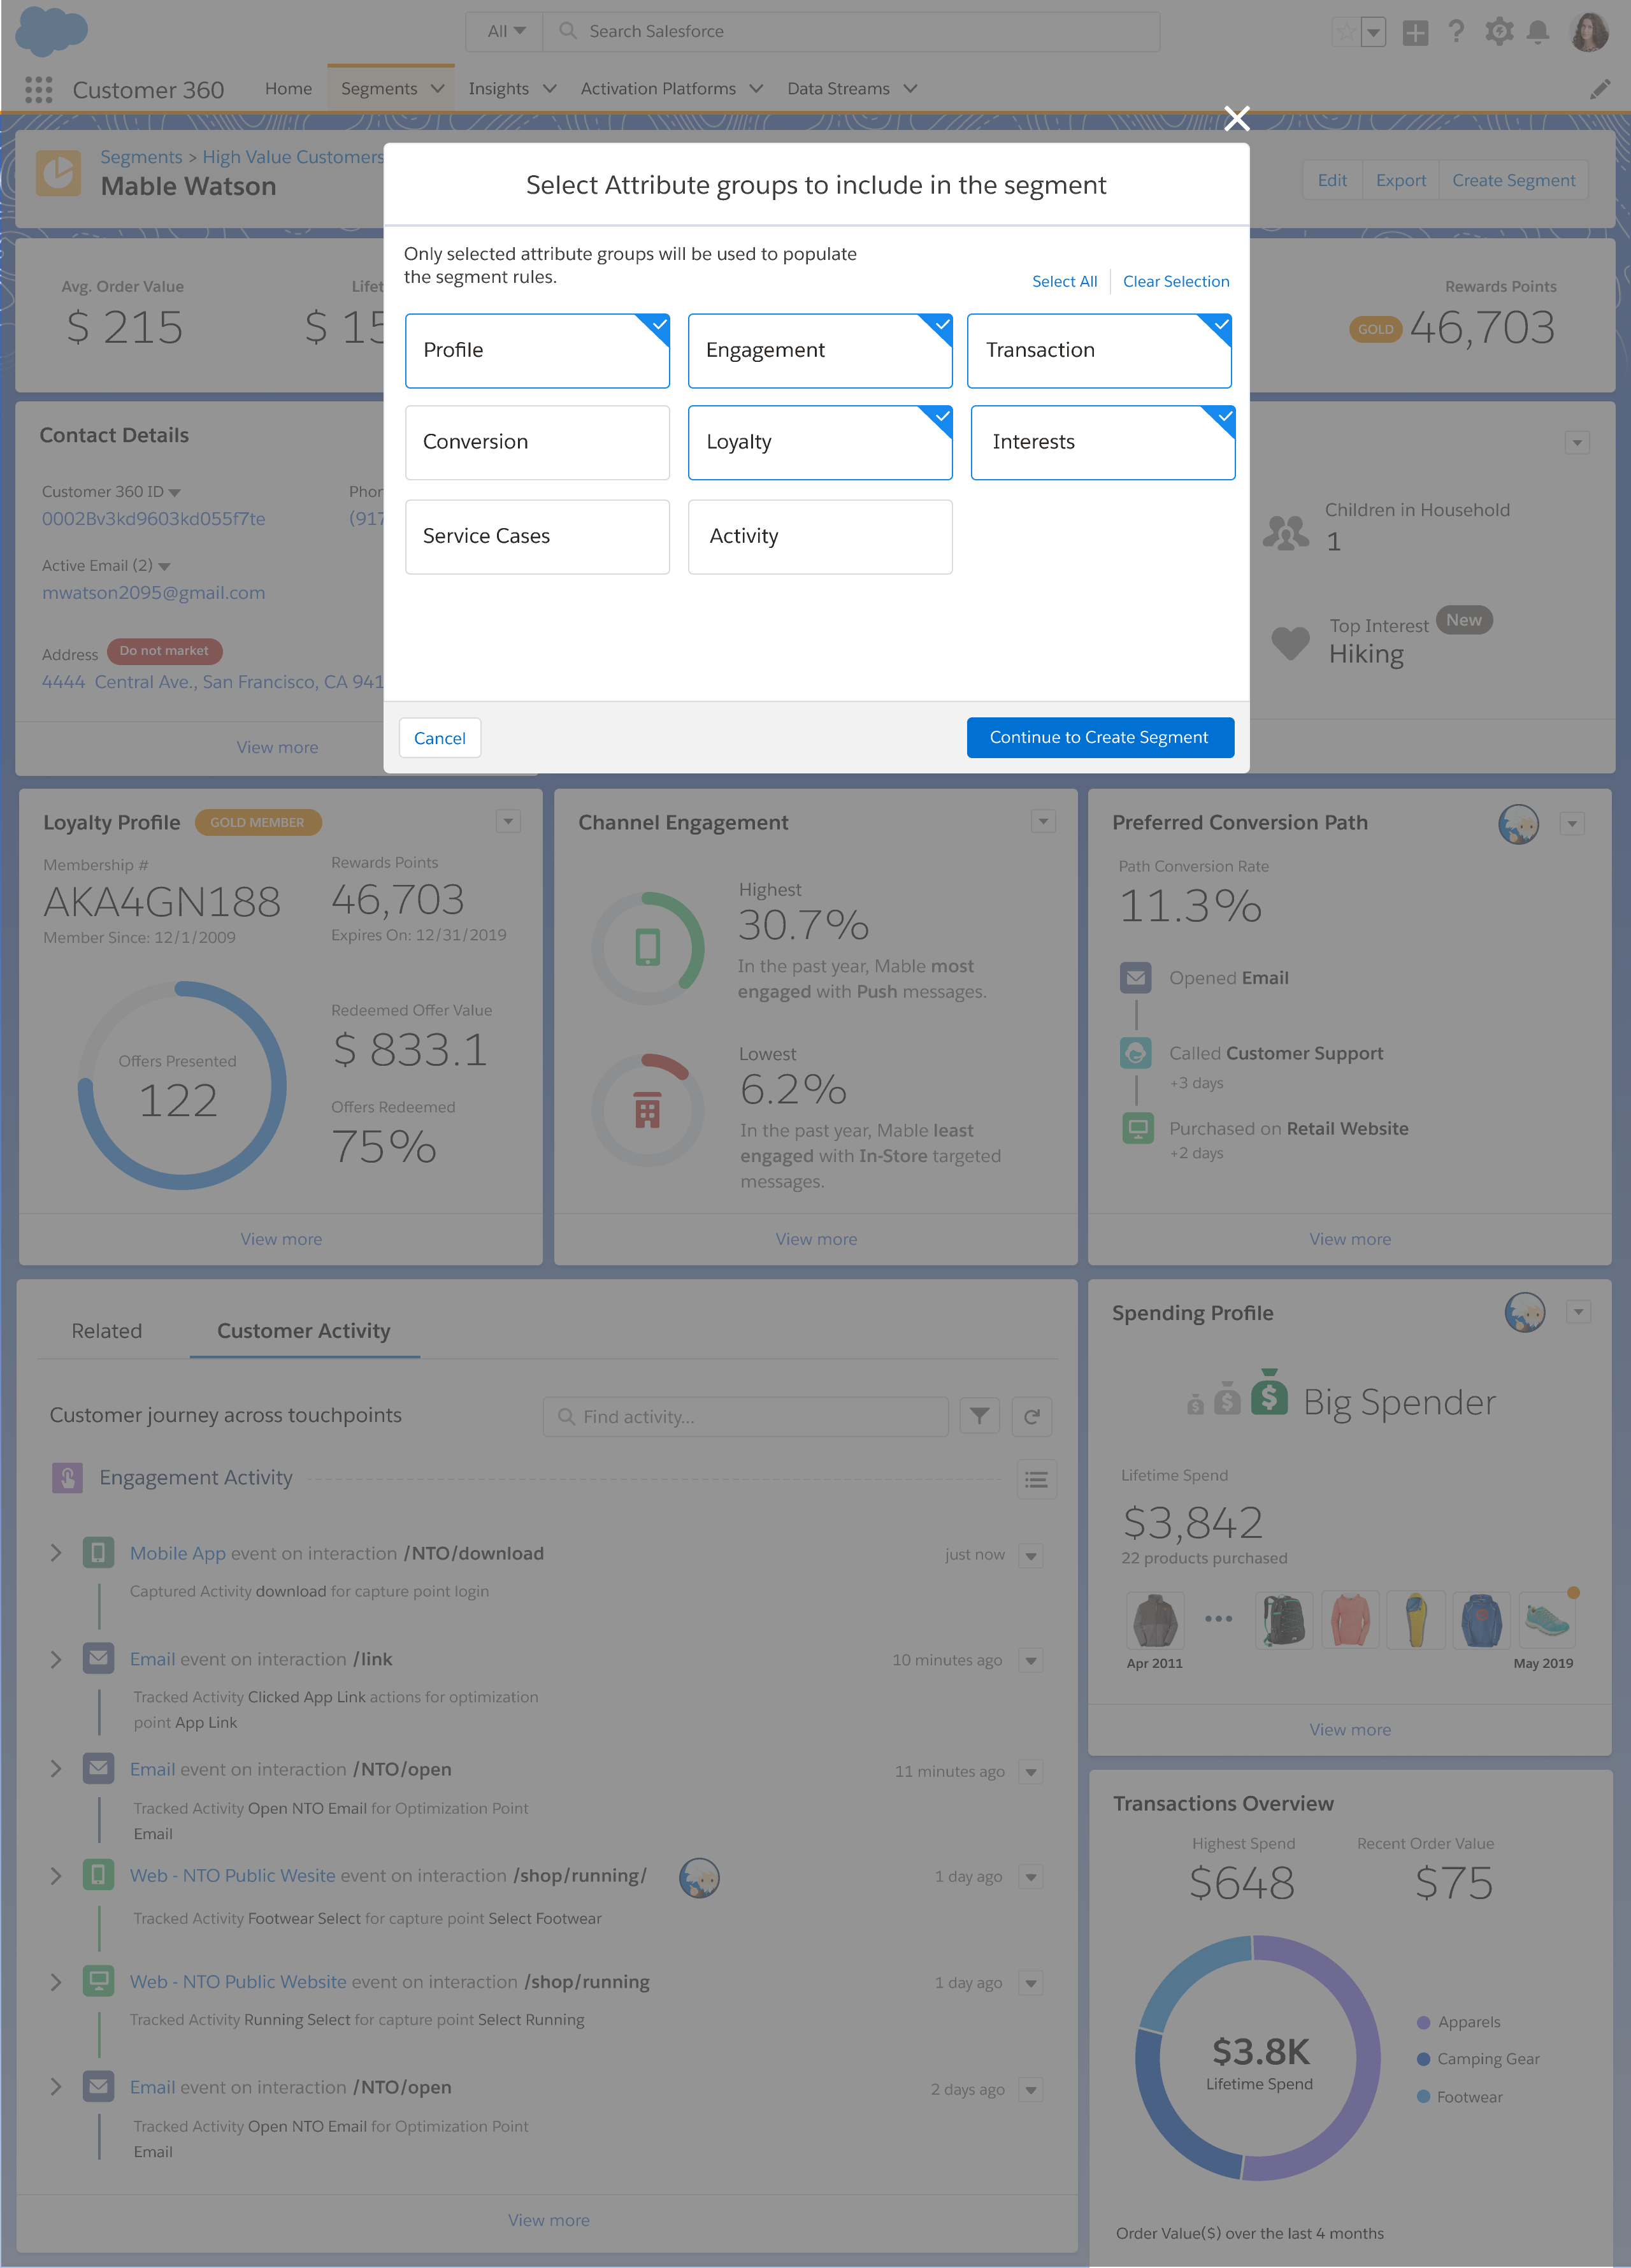 All
Search Salesforce
Customer 360
Home
Segments
Insights
Activation Platforms
Data Streams
Segments > High Value Customers
Mable Watson
Edit
Export
Create Segment
Select Attribute groups to include in the segment
Only selected attribute groups will be used to populate
the segment rules.
Select All
Clear Selection
Profile
Engagement
Transaction
Conversion
Loyalty
Interests
Service Cases
Activity
Cancel
Continue to Create Segment
Avg. Order Value
$ 215
$ 15
Rewards Points
GOLD
46,703
Contact Details
Customer 360 ID
0002Bv3kd9603kd055f7te
(917
Active Email (2)
mwatson2095@gmail.com
Address
Do not market
4444 Central Ave., San Francisco, CA 941
View more
Children in Household
1
Top Interest
New
Hiking
Loyalty Profile
GOLD MEMBER
Membership #
AKA4GN188
Member Since: 12/1/2009
Rewards Points
46,703
Expires On: 12/31/2019
Offers Presented
122
Redeemed Offer Value
$ 833.1
Offers Redeemed
75%
View more
Channel Engagement
Highest
30.7%
In the past year, Mable most
engaged with Push messages.
Lowest
6.2%
In the past year, Mable least
engaged with In-Store targeted
messages.
View more
Preferred Conversion Path
Path Conversion Rate
11.3%
Opened Email
Called Customer Support
+3 days
Purchased on Retail Website
+2 days
View more
Related
Customer Activity
Customer journey across touchpoints
Find activity...
Engagement Activity
Mobile App event on interaction /NTO/download
just now
Captured Activity download for capture point login
Email event on interaction /link
10 minutes ago
Tracked Activity Clicked App Link actions for optimization
point App Link
Email event on interaction /NTO/open
11 minutes ago
Tracked Activity Open NTO Email for Optimization Point
Email
Web - NTO Public Wesite event on interaction /shop/running/
1 day ago
Tracked Activity Footwear Select for capture point Select Footwear
Web - NTO Public Website event on interaction /shop/running
1 day ago
Tracked Activity Running Select for capture point Select Running
Email event on interaction /NTO/open
2 days ago
Tracked Activity Open NTO Email for Optimization Point
Email
View more
Spending Profile
Big Spender
Lifetime Spend
$3,842
22 products purchased
Apr 2011
May 2019
View more
Transactions Overview
Highest Spend
$648
Recent Order Value
$75
$3.8K
Lifetime Spend
Apparels
Camping Gear
Footwear
Order Value($) over the last 4 months